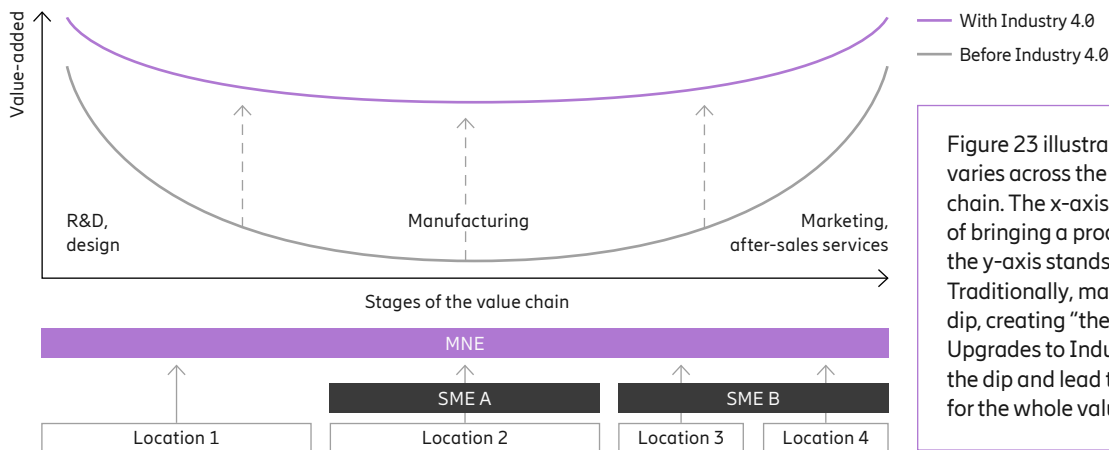 Value-added
With Industry 4.0
Before Industry 4.0
R&D,
design
Manufacturing
Marketing,
after-sales services
Stages of the value chain
MNE
SME A
SME B
Location 1
Location 2
Location 3
Location 4
Figure 23 illustra
varies across the
chain. The x-axis
of bringing a prod
the y-axis stands
Traditionally, ma
dip, creating “the
Upgrades to Indu
the dip and lead t
for the whole valu